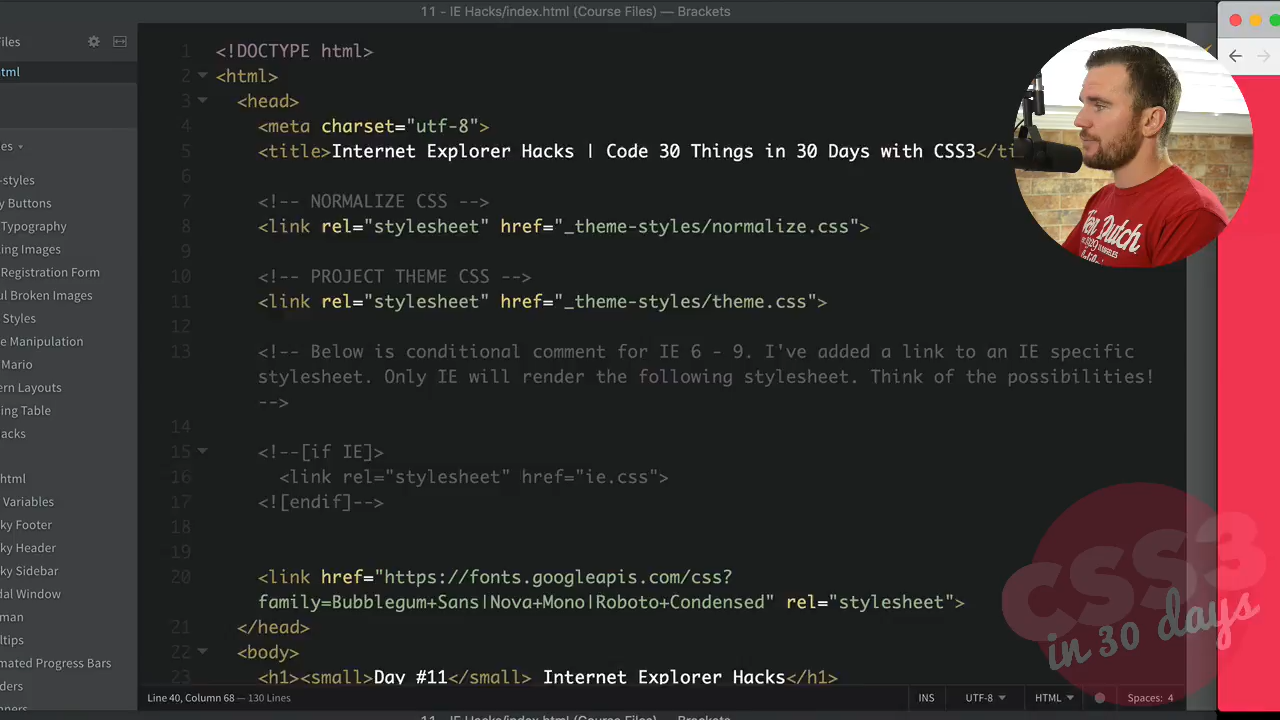 11 - IE Hacks/index.html (Course Files) — Brackets
iles
tml
es
-styles
y Buttons
Typography
ing Images
Registration Form
ul Broken Images
Styles
e Manipulation
Mario
rn Layouts
ing Table
acks
html
Variables
ky Footer
ky Header
ky Sidebar
dal Window
man
ltips
mated Progress Bars
ders
1 <!DOCTYPE html>
2 <html>
3 <head>
4 <meta charset="utf-8">
5 <title>Internet Explorer Hacks | Code 30 Things in 30 Days with CSS3</ti
6
7 <!-- NORMALIZE CSS -->
8 <link rel="stylesheet" href="_theme-styles/normalize.css">
9
10 <!-- PROJECT THEME CSS -->
11 <link rel="stylesheet" href="_theme-styles/theme.css">
12
13 <!-- Below is conditional comment for IE 6 - 9. I've added a link to an IE specific
stylesheet. Only IE will render the following stylesheet. Think of the possibilities!
-->
14
15 <!--[if IE]>
16 <link rel="stylesheet" href="ie.css">
17 <![endif]-->
18
19
20 <link href="https://fonts.googleapis.com/css?
family=Bubblegum+Sans|Nova+Mono|Roboto+Condensed" rel="stylesheet">
21 </head>
22 <body>
23 <h1><small>Day #11</small> Internet Explorer Hacks</h1>
Line 40, Column 68 — 130 Lines
INS UTF-8 HTML Spaces: 4
11 - IE Hacks/index.html (Course Files) — Brackets
CSS3
in 30 days